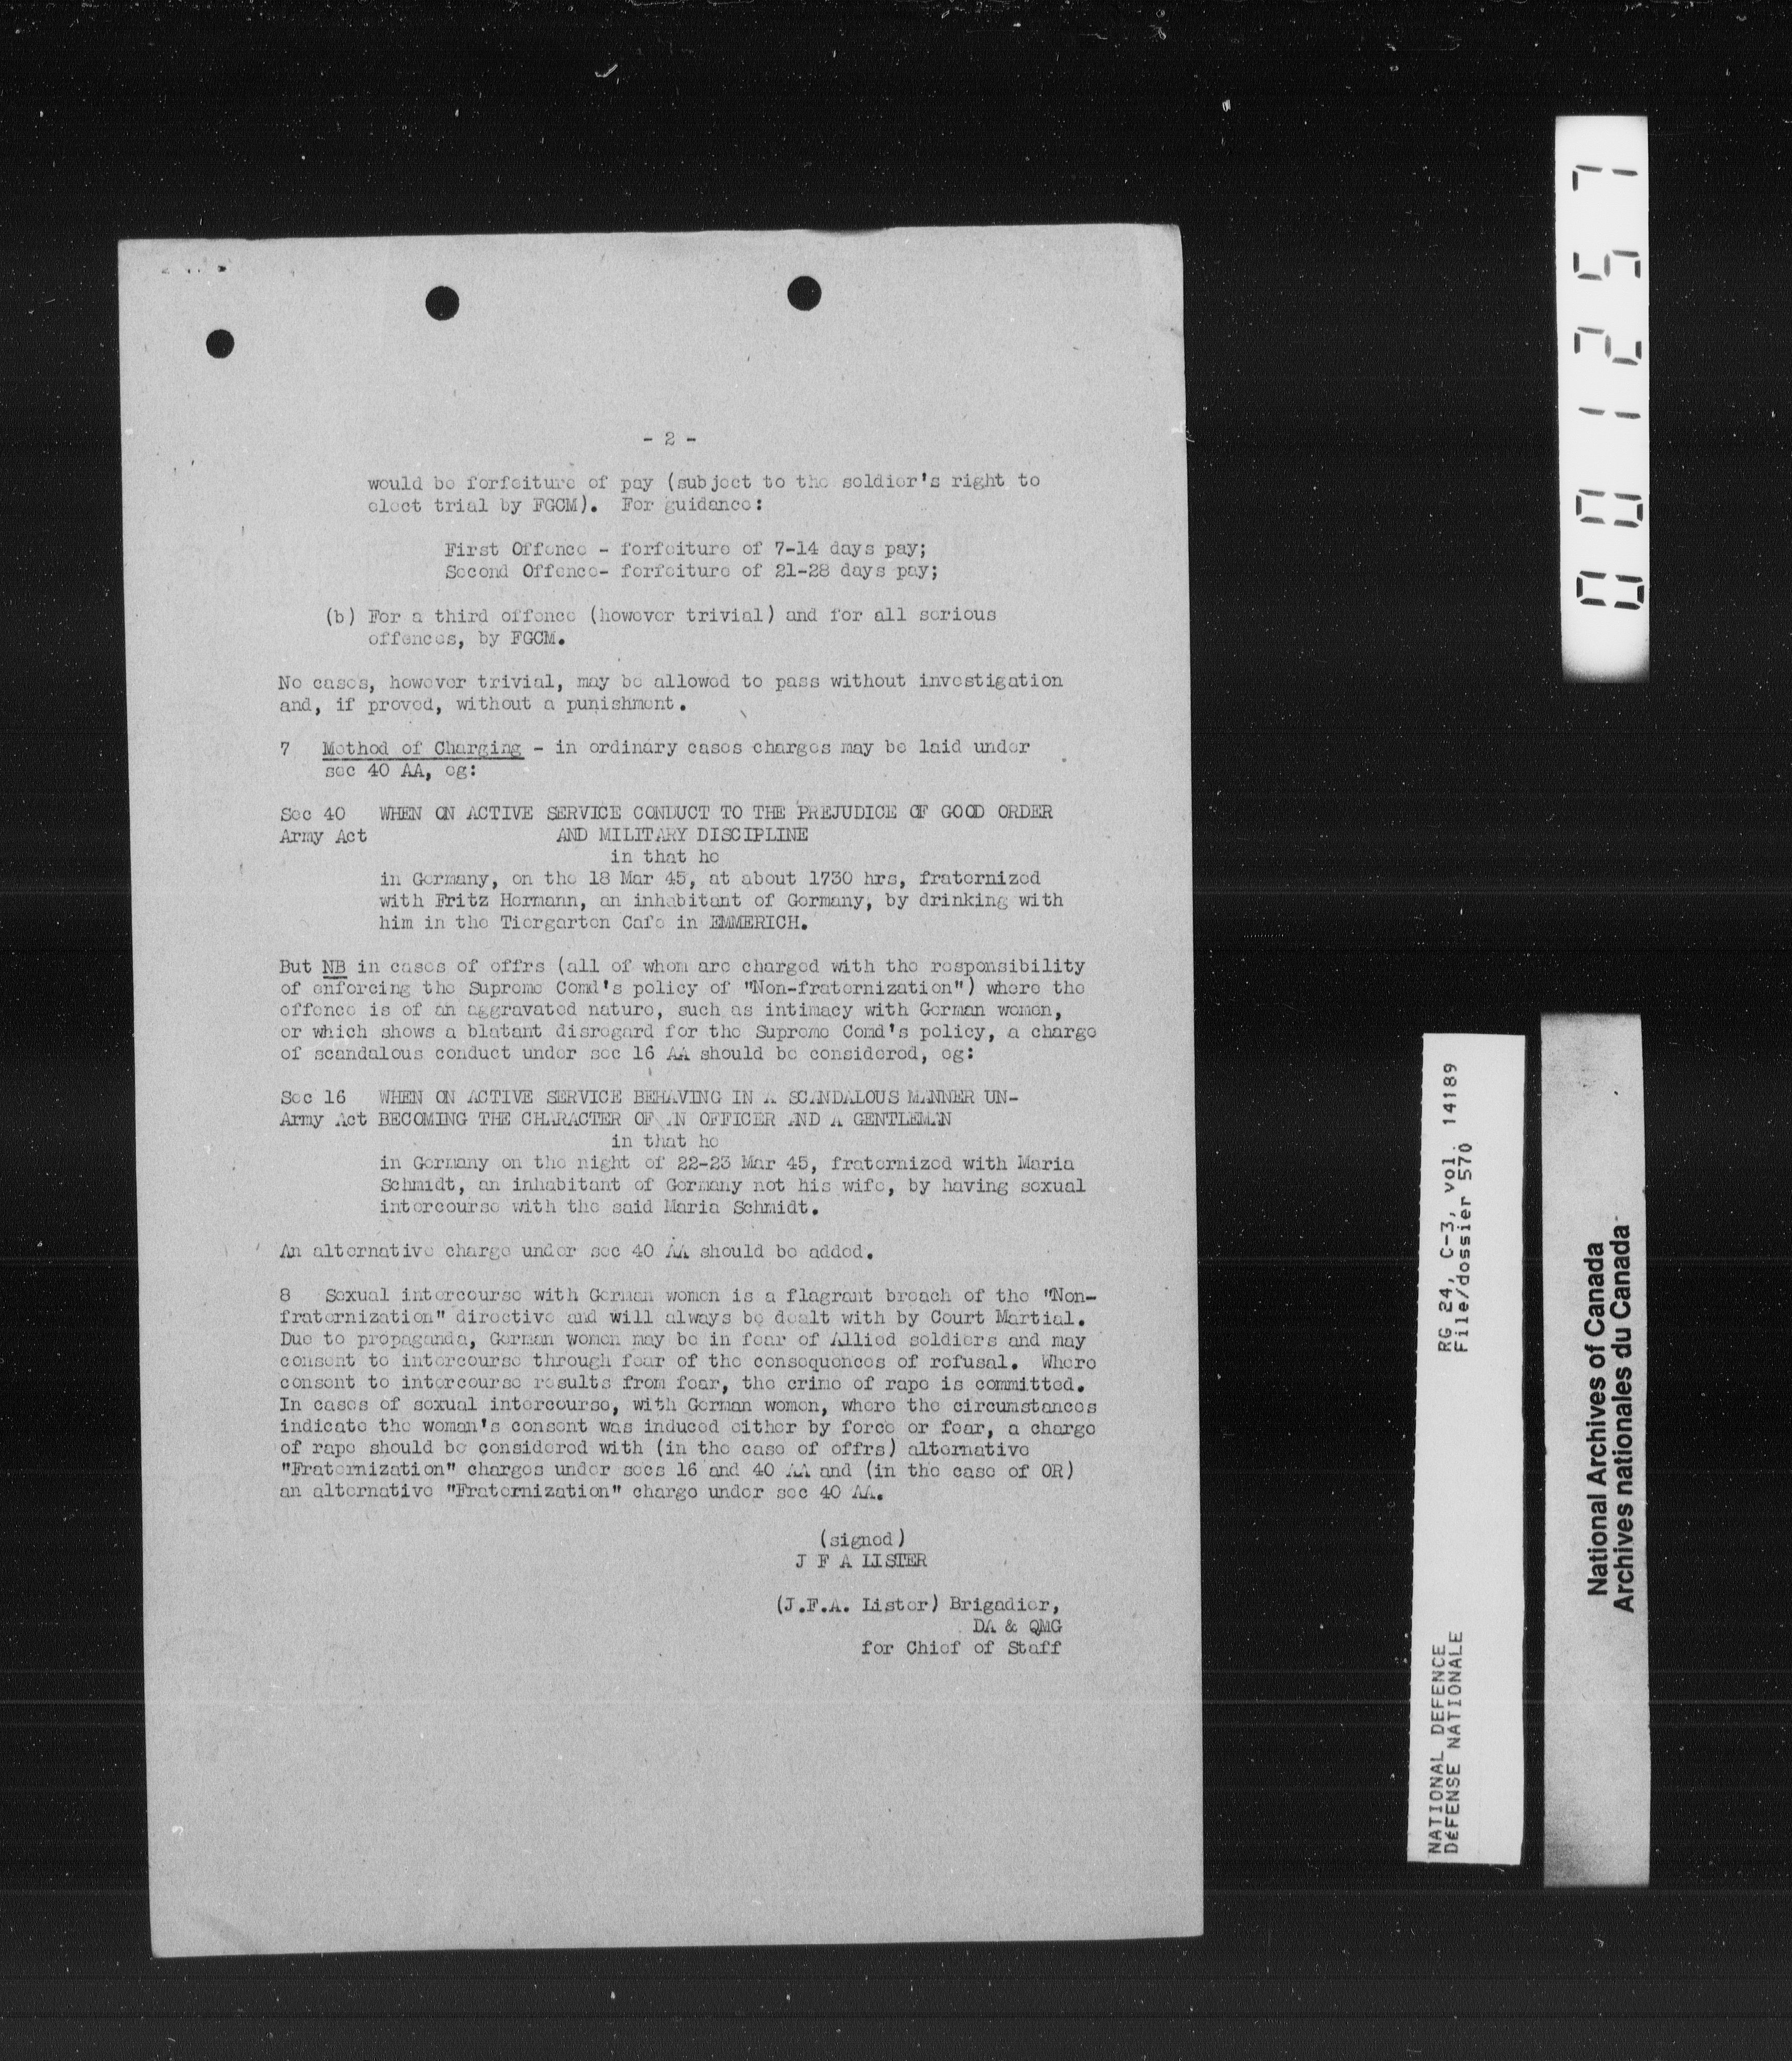 - 2 -
would be forfeiture of pay (subject to the soldier's right to
elect trial by FGCM). For guidance:
First Offence - forfeiture of 7-14 days pay;
Second Offence- forfeiture of 21-28 days pay;
(b) For a third offence (however trivial) and for all serious
offences, by FGCM.
No cases, however trivial, may be allowed to pass without investigation
and, if proved, without a punishment.
7 Method of Charging - in ordinary cases charges may be laid under
sec 40 AA, eg:
Sec 40 WHEN ON ACTIVE SERVICE CONDUCT TO THE PREJUDICE OF GOOD ORDER
Army Act AND MILITARY DISCIPLINE
in that he
in Germany, on the 18 Mar 45, at about 1730 hrs, fraternized
with Fritz Hermann, an inhabitant of Germany, by drinking with
him in the Tiergarten Cafe in EMMERICH.
But NB in cases of offrs (all of whom are charged with the responsibility
of enforcing the Supreme Comd's policy of "Non-fraternization") where the
offence is of an aggravated nature, such as intimacy with German women,
or which shows a blatant disregard for the Supreme Comd's policy, a charge
of scandalous conduct under sec 16 AA should be considered, eg:
Sec 16 WHEN ON ACTIVE SERVICE BEHAVING IN A SCANDALOUS MANNER UN-
Army Act BECOMING THE CHARACTER OF AN OFFICER AND A GENTLEMAN
in that he
in Germany on the night of 22-23 Mar 45, fraternized with Maria
Schmidt, an inhabitant of Germany not his wife, by having sexual
intercourse with the said Maria Schmidt.
An alternative charge under sec 40 AA should be added.
8 Sexual intercourse with German women is a flagrant breach of the "Non-
fraternization" directive and will always be dealt with by Court Martial.
Due to propaganda, German women may be in fear of Allied soldiers and may
consent to intercourse through fear of the consequences of refusal. Where
consent to intercourse results from fear, the crime of rape is committed.
In cases of sexual intercourse, with German women, where the circumstances
indicate the woman's consent was induced either by force or fear, a charge
of rape should be considered with (in the case of offrs) alternative
"Fraternization" charges under secs 16 and 40 AA and (in the case of OR)
an alternative "Fraternization" charge under sec 40 AA.
(signed)
J F A LISTER
(J.F.A. Lister) Brigadier,
DA & QMG
for Chief of Staff
001257
NATIONAL DEFENCE RG 24, C-3, vol. 14189
DÉFENSE NATIONALE File/dossier 570
National Archives of Canada
Archives nationales du Canada